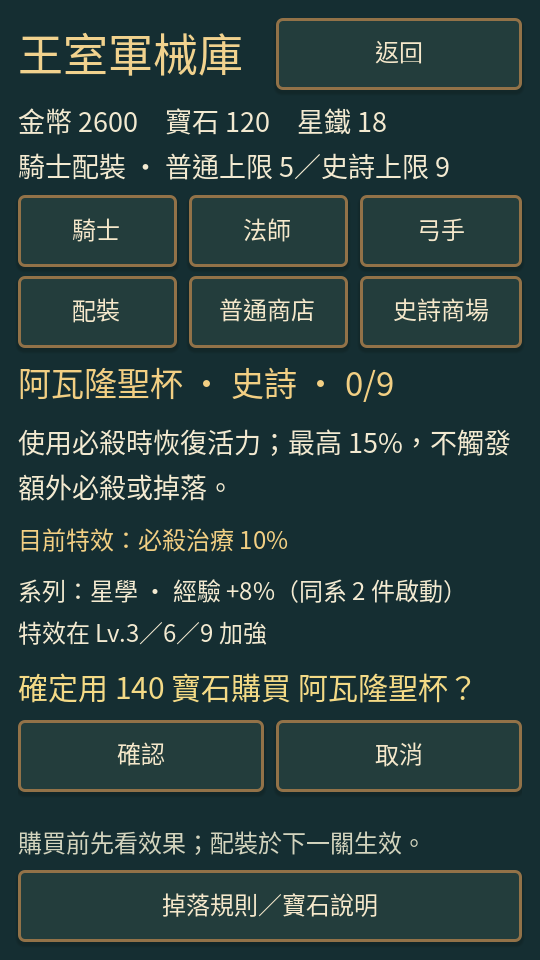 王室軍械庫
返回
金幣 2600 寶石 120 星鐵 18
騎士配裝 · 普通上限 5／史詩上限 9
騎士 法師 弓手
配裝 普通商店 史詩商場
阿瓦隆聖杯 · 史詩 · 0/9
使用必殺時恢復活力；最高 15%，不觸發
額外必殺或掉落。
目前特效：必殺治療 10%
系列：星學 · 經驗 +8%（同系 2 件啟動）
特效在 Lv.3／6／9 加強
確定用 140 寶石購買 阿瓦隆聖杯？
確認 取消
購買前先看效果；配裝於下一關生效。
掉落規則／寶石說明